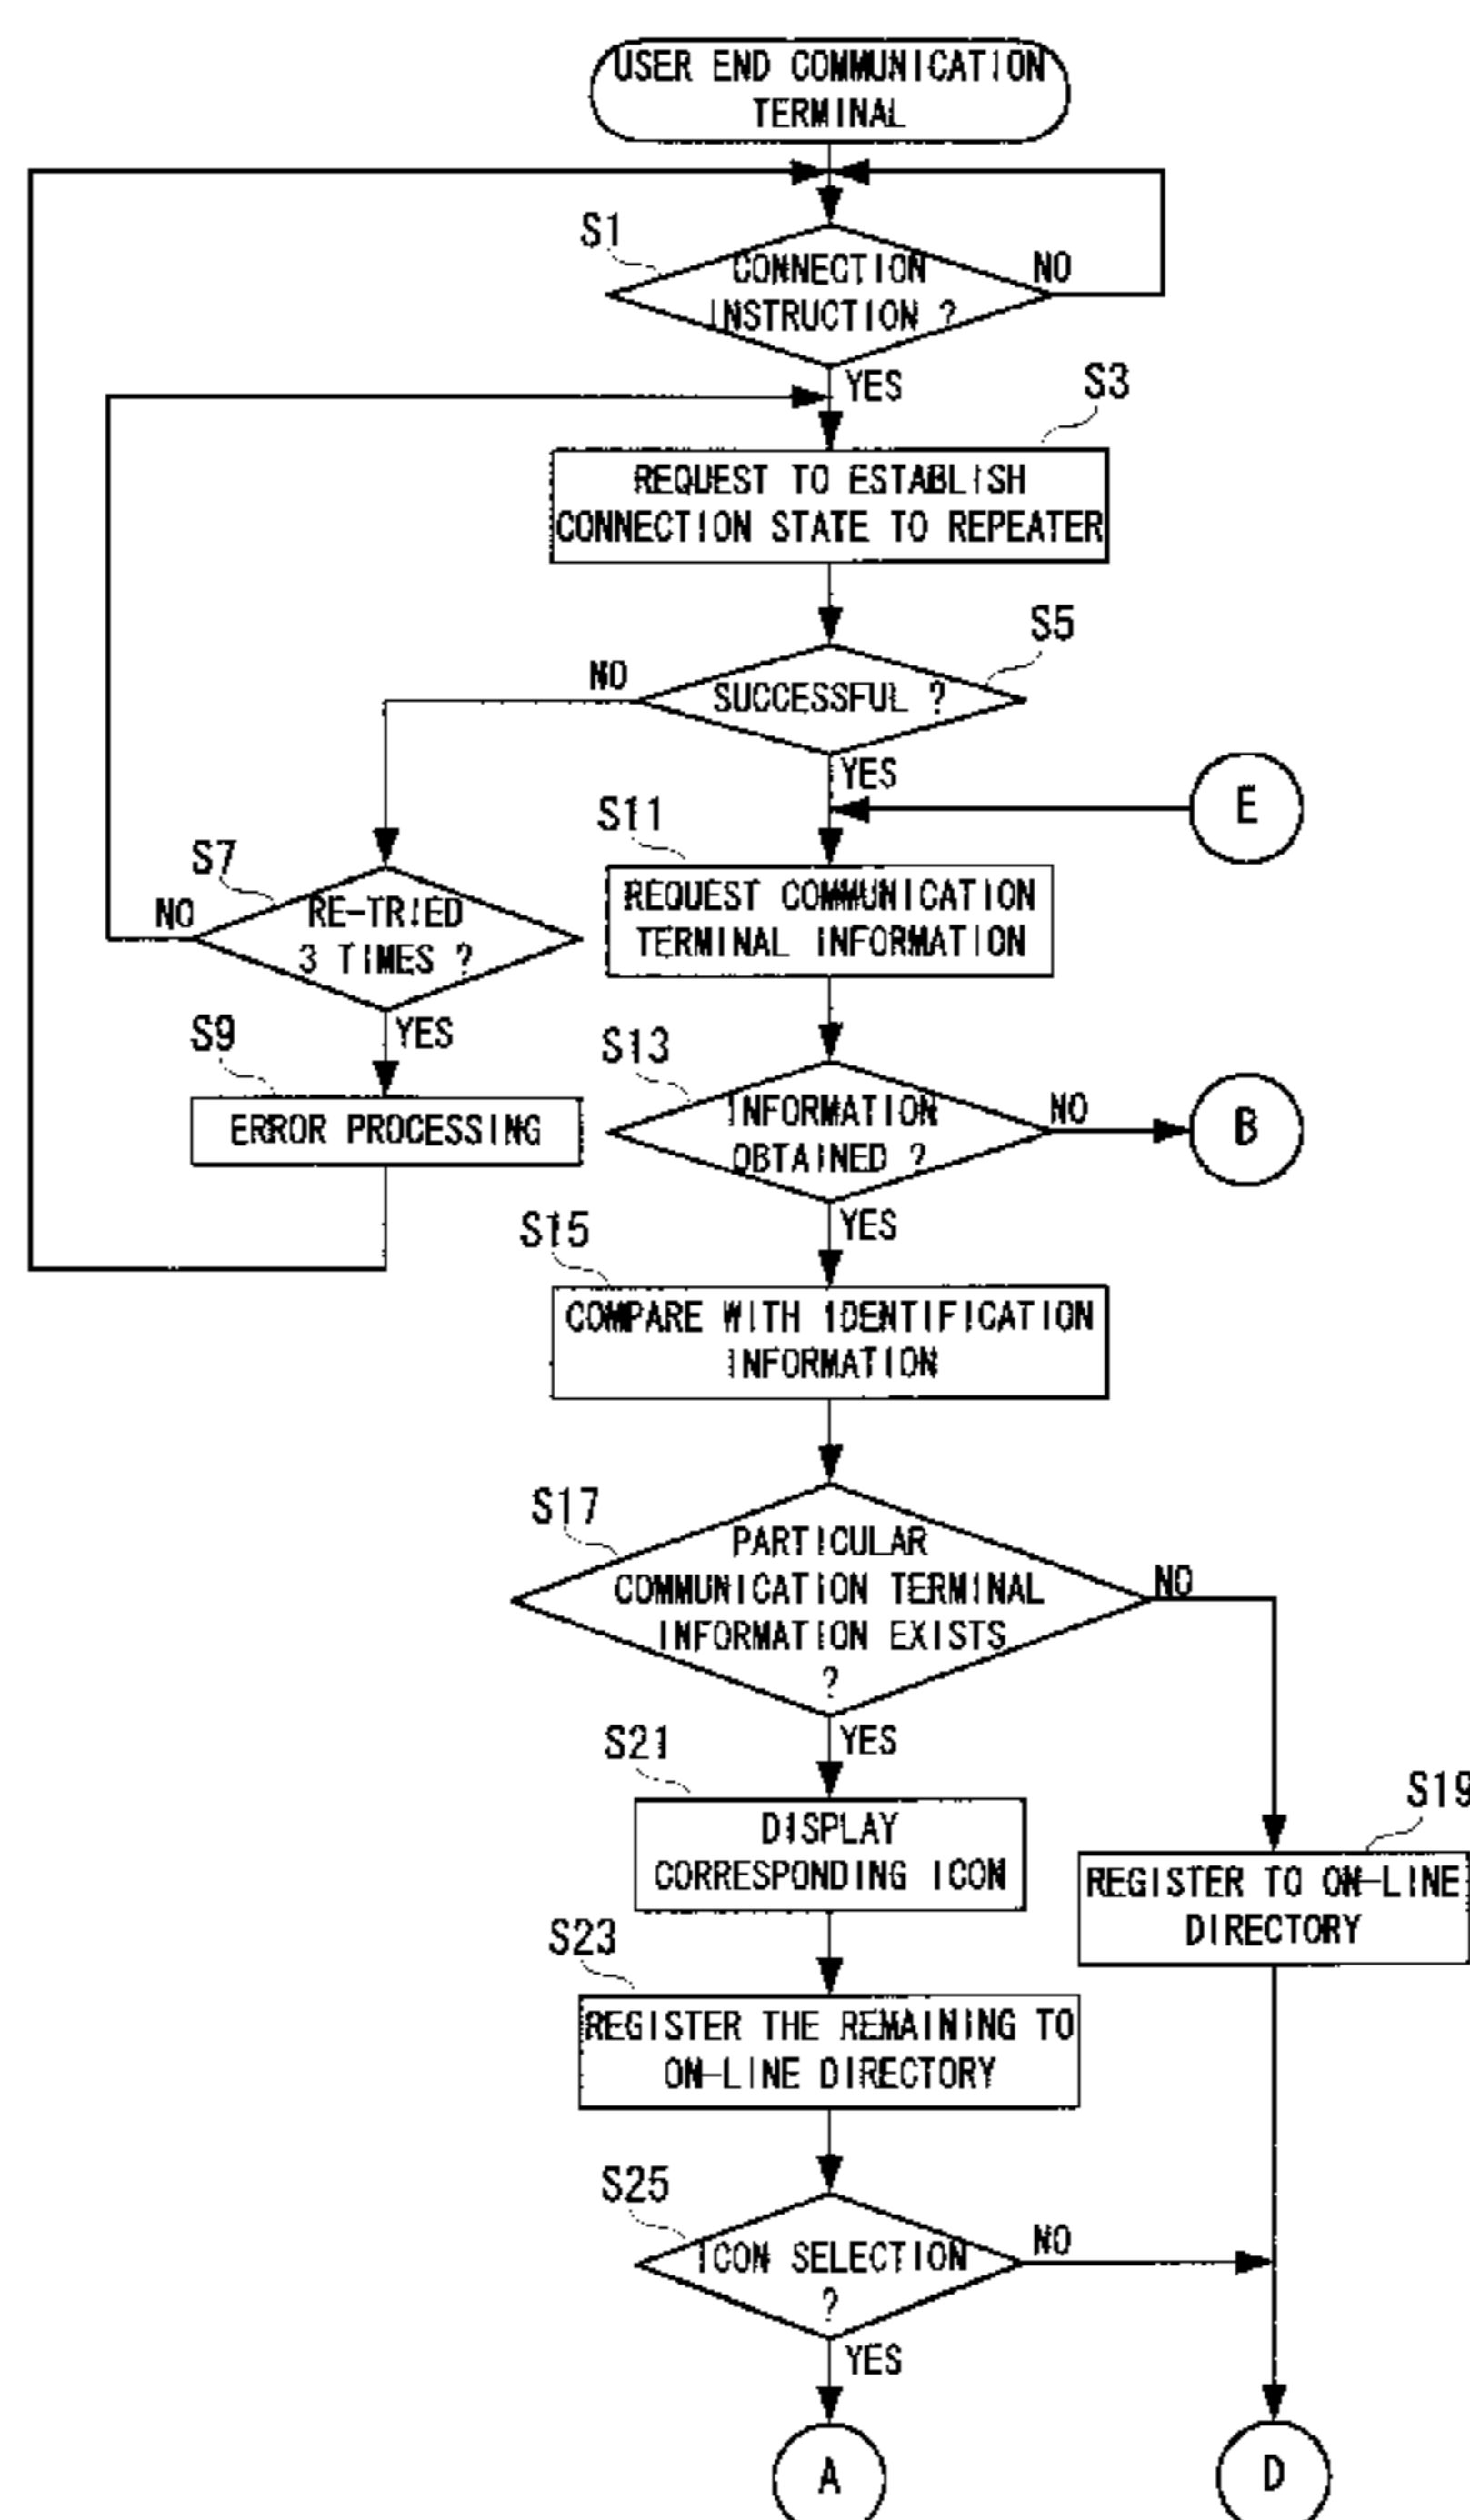 USER END COMMUNICATION
TERMINAL
S1
CONNECTION
INSTRUCTION ?
NO
YES
S3
REQUEST TO ESTABLISH
CONNECTION STATE TO REPEATER
S5
NO
SUCCESSFUL ?
YES
E
S11
S7
REQUEST COMMUNICATION
TERMINAL INFORMATION
NO
RE-TRIED
3 TIMES ?
S9
YES
S13
ERROR PROCESSING
INFORMATION
OBTAINED ?
NO
B
S15
YES
COMPARE WITH IDENTIFICATION
INFORMATION
S17
PARTICULAR
COMMUNICATION TERMINAL
INFORMATION EXISTS
?
NO
S21
YES
S19
DISPLAY
CORRESPONDING ICON
REGISTER TO ON-LINE
DIRECTORY
S23
REGISTER THE REMAINING TO
ON-LINE DIRECTORY
S25
ICON SELECTION
?
NO
YES
A
D